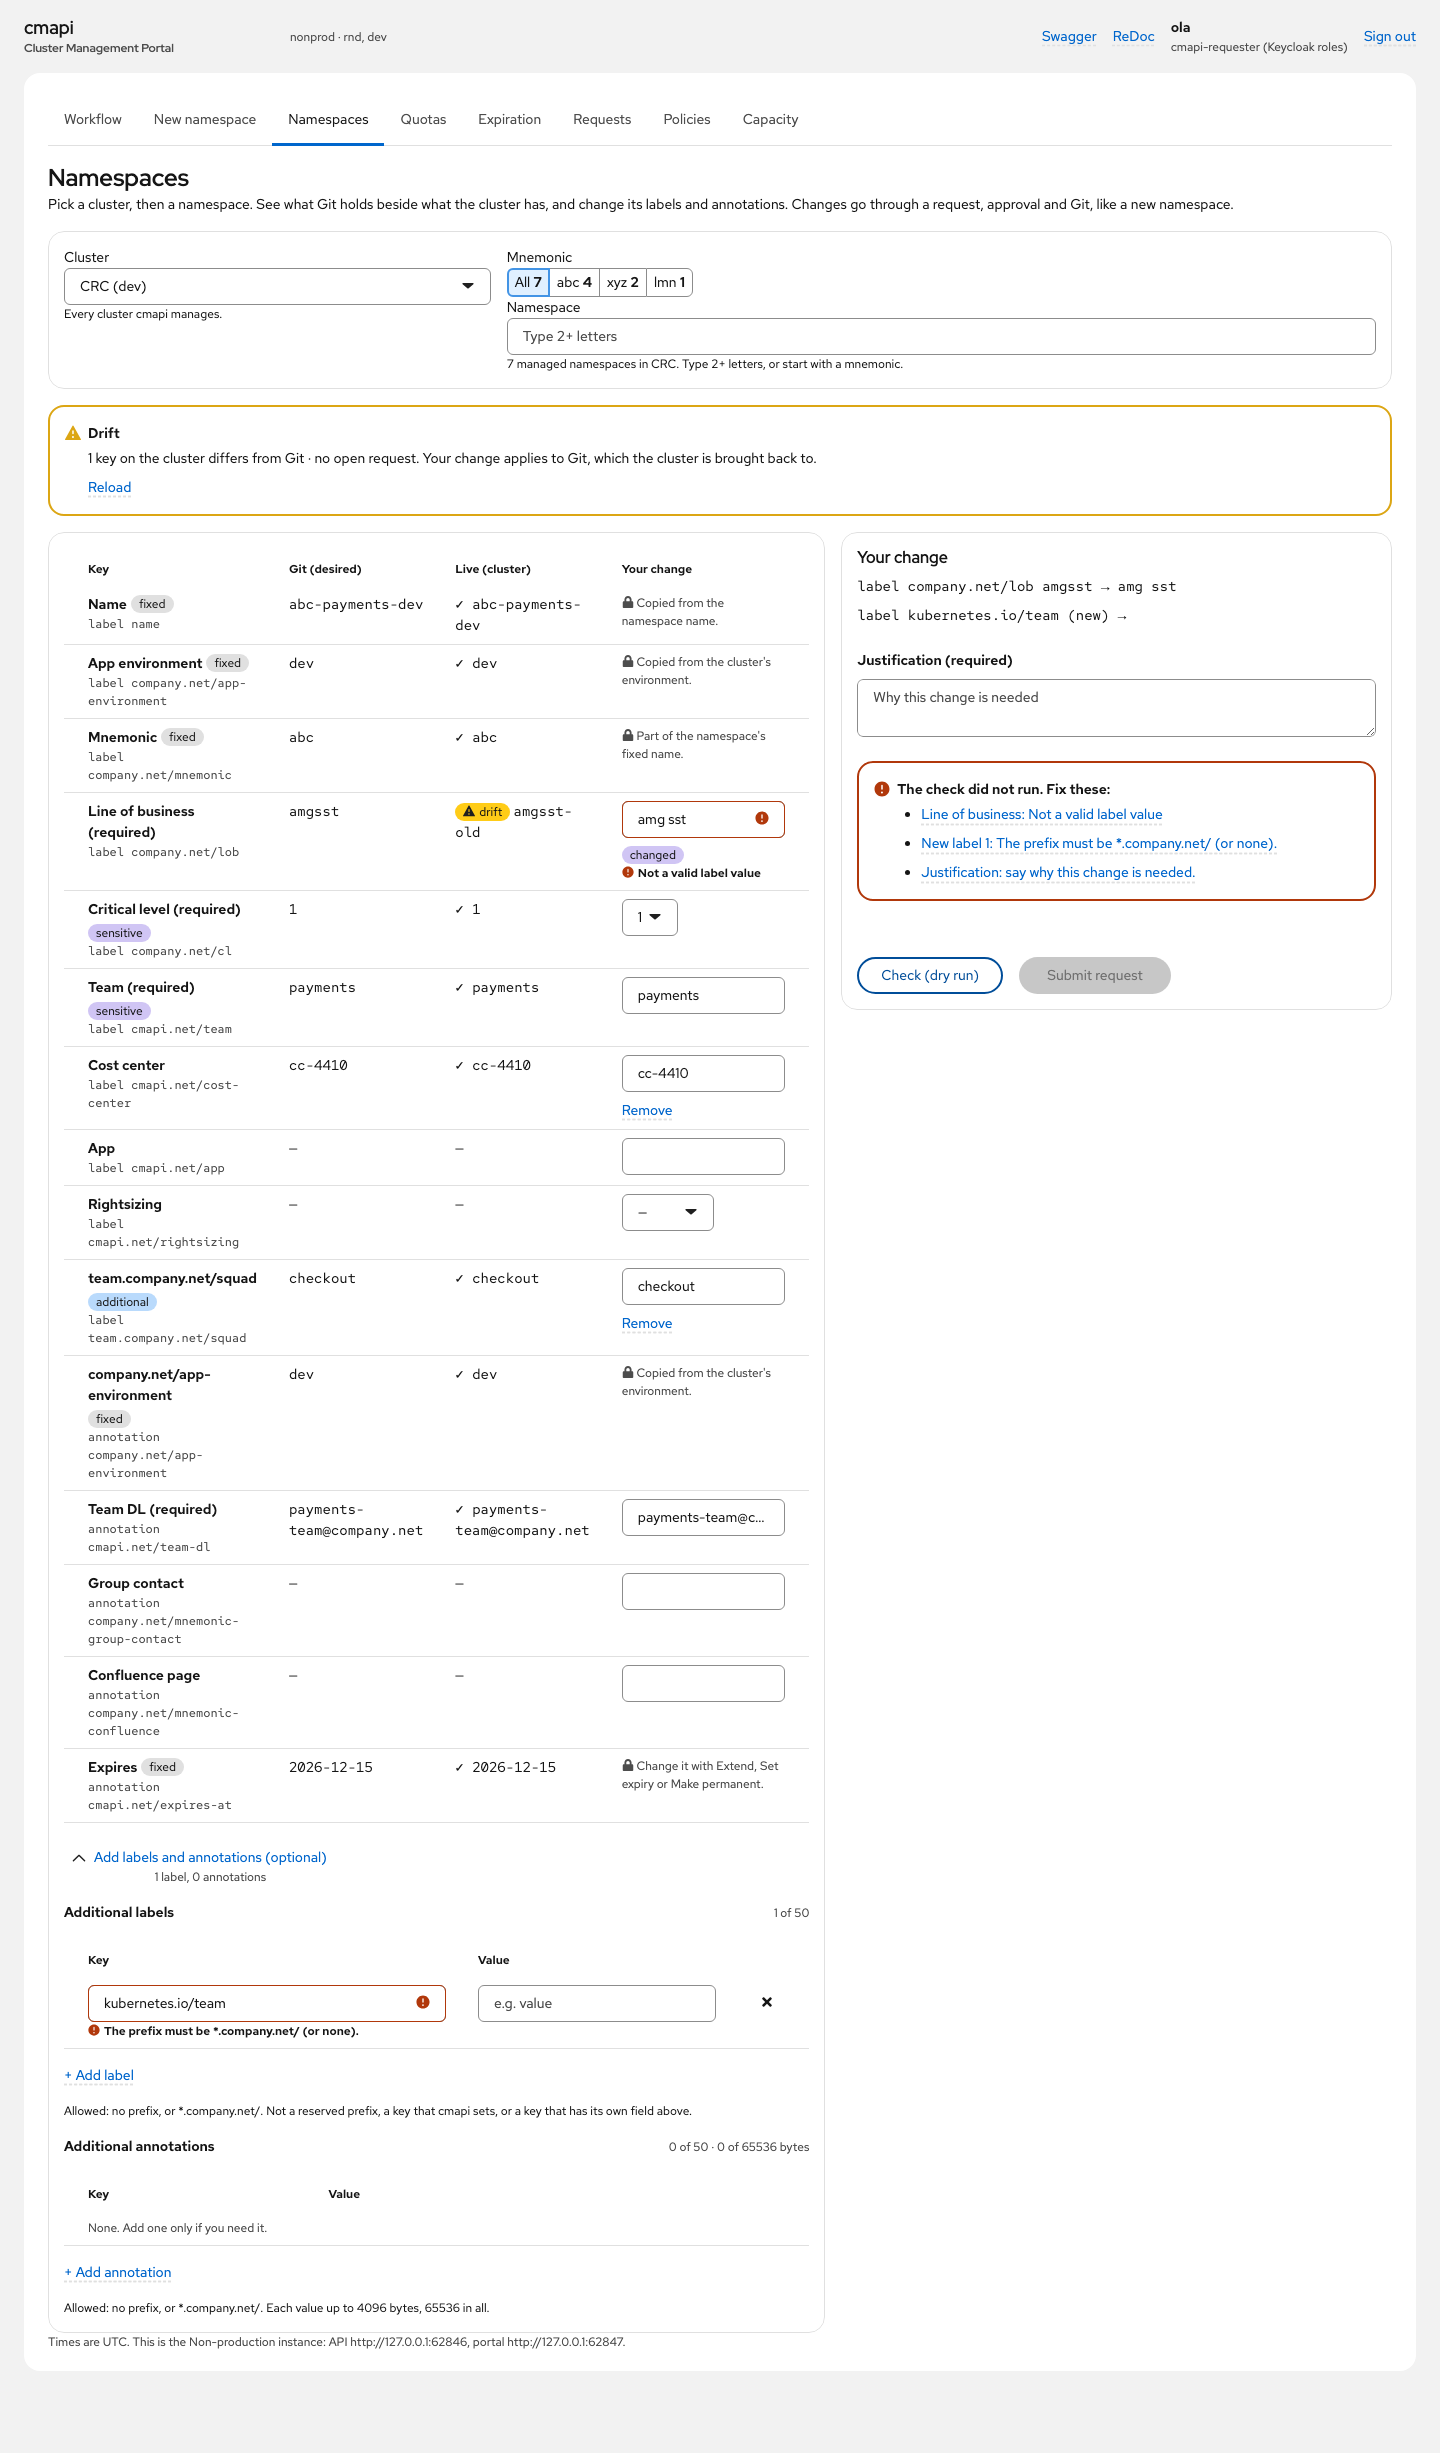 cmapi
Cluster Management Portal
nonprod · rnd, dev
Swagger
ReDoc
ola
cmapi-requester (Keycloak roles)
Sign out
Workflow
New namespace
Namespaces
Quotas
Expiration
Requests
Policies
Capacity
Namespaces
Pick a cluster, then a namespace. See what Git holds beside what the cluster has, and change its labels and annotations. Changes go through a request, approval and Git, like a new namespace.
Cluster
CRC (dev)
Every cluster cmapi manages.
Mnemonic
All 7
abc 4
xyz 2
lmn 1
Namespace
Type 2+ letters
7 managed namespaces in CRC. Type 2+ letters, or start with a mnemonic.
Drift
1 key on the cluster differs from Git · no open request. Your change applies to Git, which the cluster is brought back to.
Reload
Key
Git (desired)
Live (cluster)
Your change
Name fixed
label name
abc-payments-dev
✓ abc-payments-
dev
Copied from the
namespace name.
App environment fixed
label company.net/app-
environment
dev
✓ dev
Copied from the cluster's
environment.
Mnemonic fixed
label
company.net/mnemonic
abc
✓ abc
Part of the namespace's
fixed name.
Line of business
(required)
label company.net/lob
amgsst
drift amgsst-
old
amg sst
changed
Not a valid label value
Critical level (required)
sensitive
label company.net/cl
1
✓ 1
1
Team (required)
sensitive
label cmapi.net/team
payments
✓ payments
payments
Cost center
label cmapi.net/cost-
center
cc-4410
✓ cc-4410
cc-4410
Remove
App
label cmapi.net/app
—
—
Rightsizing
label
cmapi.net/rightsizing
—
—
—
team.company.net/squad
additional
label
team.company.net/squad
checkout
✓ checkout
checkout
Remove
company.net/app-
environment
fixed
annotation
company.net/app-
environment
dev
✓ dev
Copied from the cluster's
environment.
Team DL (required)
annotation
cmapi.net/team-dl
payments-
team@company.net
✓ payments-
team@company.net
payments-team@c...
Group contact
annotation
company.net/mnemonic-
group-contact
—
—
Confluence page
annotation
company.net/mnemonic-
confluence
—
—
Expires fixed
annotation
cmapi.net/expires-at
2026-12-15
✓ 2026-12-15
Change it with Extend, Set
expiry or Make permanent.
Add labels and annotations (optional)
1 label, 0 annotations
Additional labels
1 of 50
Key
Value
kubernetes.io/team
e.g. value
The prefix must be *.company.net/ (or none).
+ Add label
Allowed: no prefix, or *.company.net/. Not a reserved prefix, a key that cmapi sets, or a key that has its own field above.
Additional annotations
0 of 50 · 0 of 65536 bytes
Key
Value
None. Add one only if you need it.
+ Add annotation
Allowed: no prefix, or *.company.net/. Each value up to 4096 bytes, 65536 in all.
Your change
label company.net/lob amgsst → amg sst
label kubernetes.io/team (new) →
Justification (required)
Why this change is needed
The check did not run. Fix these:
Line of business: Not a valid label value
New label 1: The prefix must be *.company.net/ (or none).
Justification: say why this change is needed.
Check (dry run)
Submit request
Times are UTC. This is the Non-production instance: API http://127.0.0.1:62846, portal http://127.0.0.1:62847.